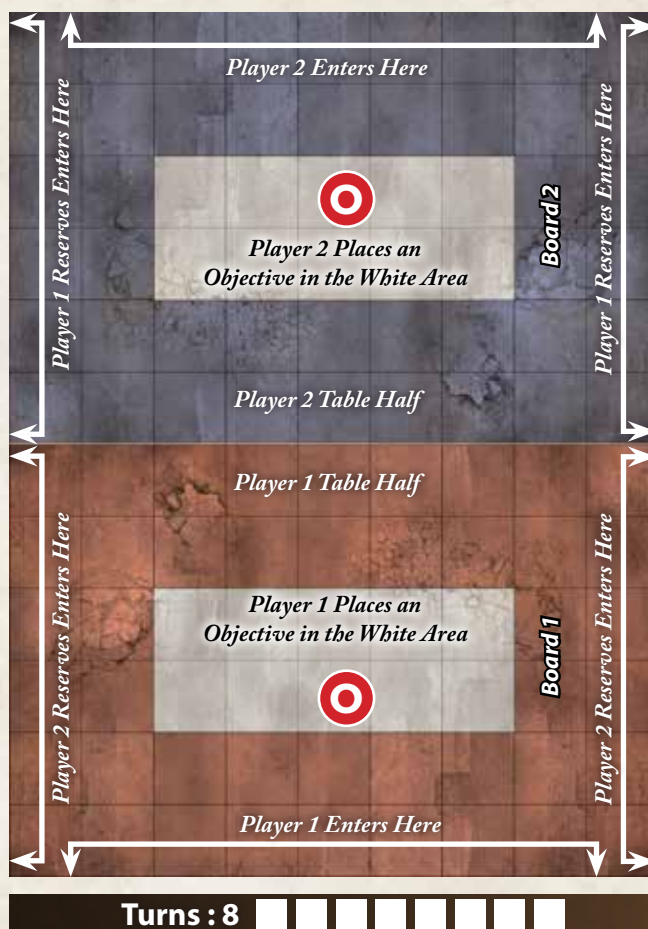 Player 2 Enters Here
Player 1 Reserves Enters Here
Player 1 Reserves Enters Here
Board 2
Player 2 Places an
Objective in the White Area
Player 2 Table Half
Player 1 Table Half
Player 2 Reserves Enters Here
Player 2 Reserves Enters Here
Player 1 Places an
Objective in the White Area
Board 1
Player 1 Enters Here
Turns : 8